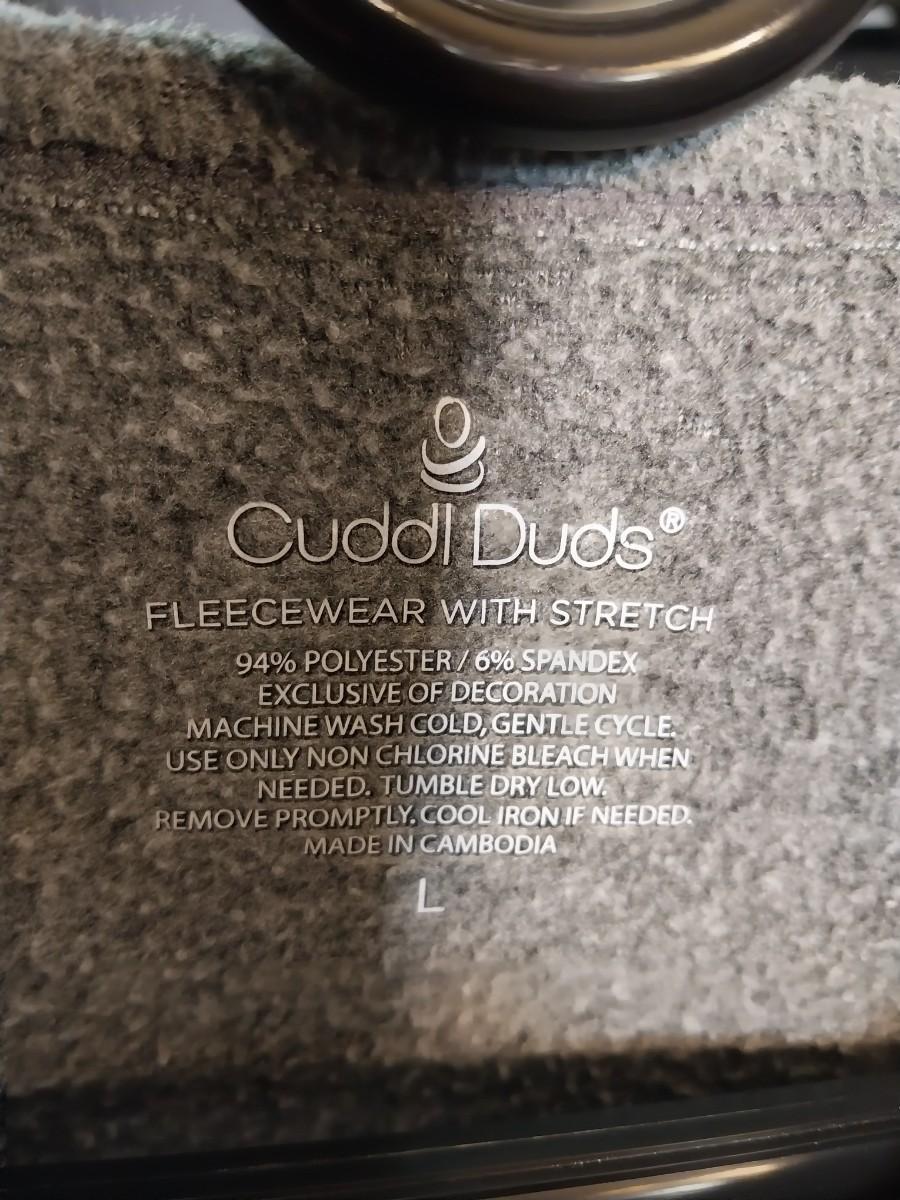 Cuddl Duds®
FLEECEWEAR WITH STRETCH
94% POLYESTER / 6% SPANDEX
EXCLUSIVE OF DECORATION
MACHINE WASH COLD, GENTLE CYCLE.
USE ONLY NON CHLORINE BLEACH WHEN
NEEDED. TUMBLE DRY LOW.
REMOVE PROMPTLY. COOL IRON IF NEEDED.
MADE IN CAMBODIA
L